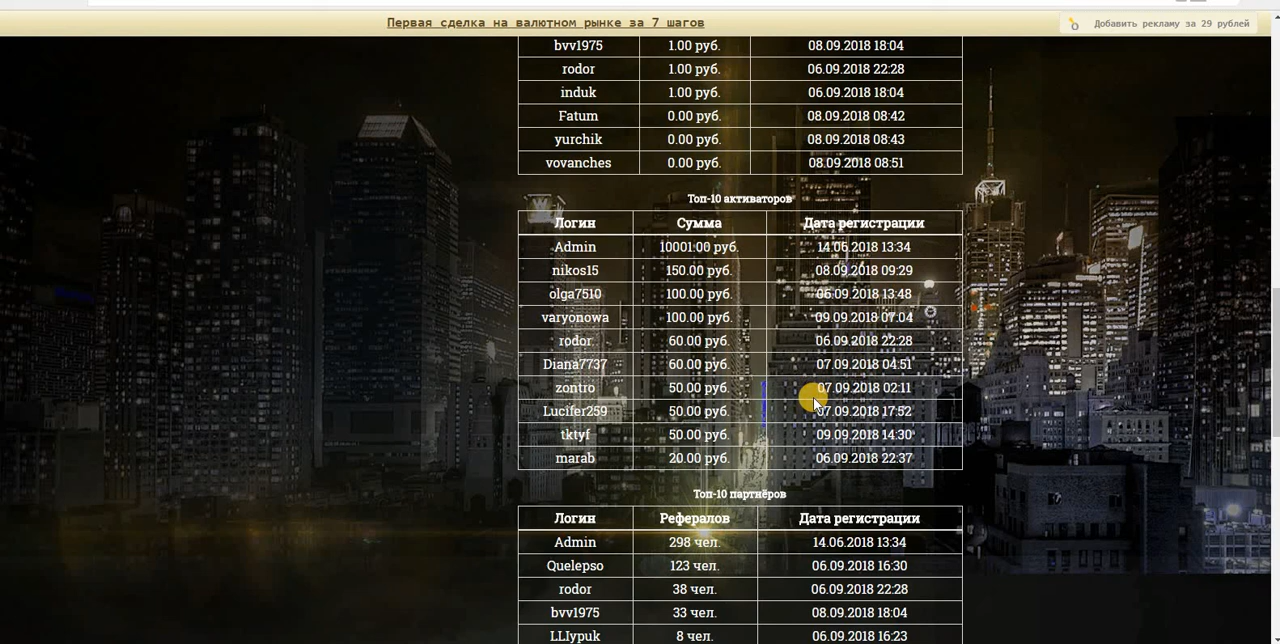 Первая сделка на валютном рынке за 7 шагов
Добавить рекламу за 29 рублей
bvv1975 1.00 руб. 08.09.2018 18:04
rodor 1.00 руб. 06.09.2018 22:28
induk 1.00 руб. 06.09.2018 18:04
Fatum 0.00 руб. 08.09.2018 08:42
yurchik 0.00 руб. 08.09.2018 08:43
vovanches 0.00 руб. 08.09.2018 08:51
Топ-10 активаторов
Логин Сумма Дата регистрации
Admin 10001.00 руб. 14.06.2018 13:34
nikos15 150.00 руб. 08.09.2018 09:29
olga7510 100.00 руб. 06.09.2018 13:48
varyonowa 100.00 руб. 09.09.2018 07:04
rodor 60.00 руб. 06.09.2018 22:28
Diana7737 60.00 руб. 07.09.2018 04:51
zontro 50.00 руб. 07.09.2018 02:11
Lucifer259 50.00 руб. 07.09.2018 17:52
tktyf 50.00 руб. 09.09.2018 14:30
marab 20.00 руб. 06.09.2018 22:37
Топ-10 партнёров
Логин Рефералов Дата регистрации
Admin 298 чел. 14.06.2018 13:34
Quelepso 123 чел. 06.09.2018 16:30
rodor 38 чел. 06.09.2018 22:28
bvv1975 33 чел. 08.09.2018 18:04
LLIypuk 8 чел. 06.09.2018 16:23